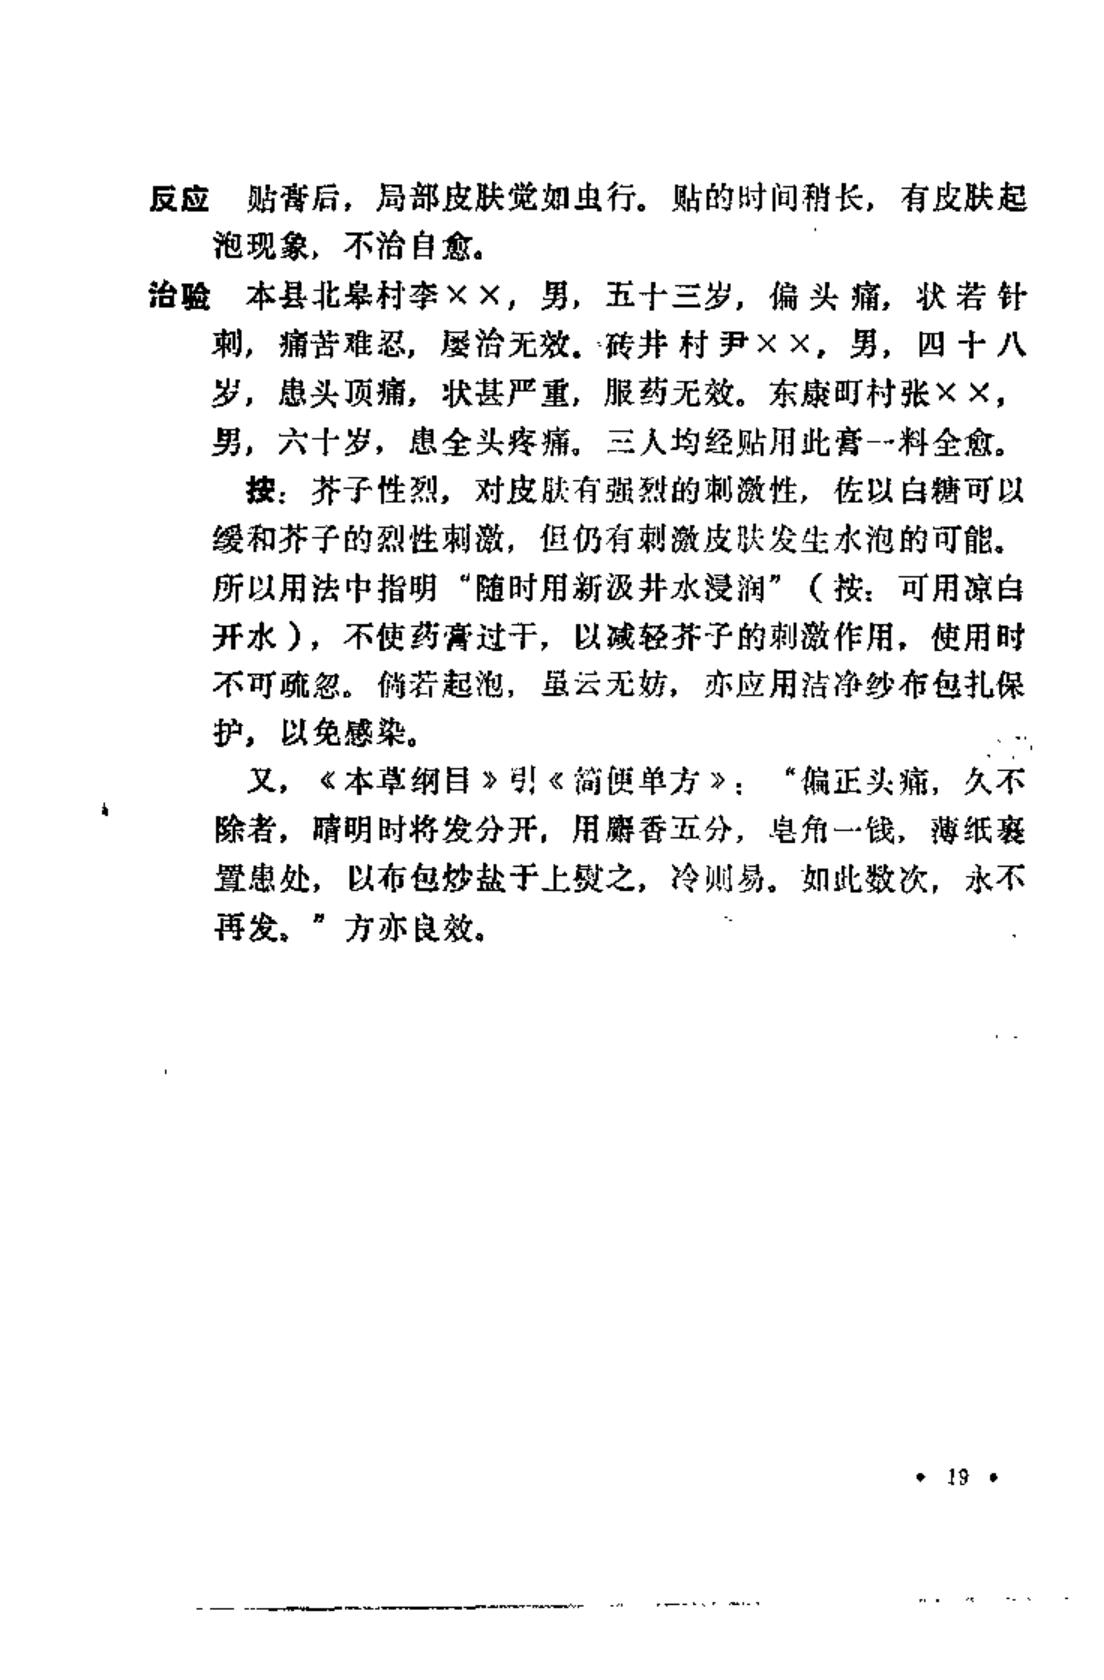 反应　贴膏后，局部皮肤觉如虫行。贴的时间稍长，有皮肤起
泡现象，不治自愈。
治验　本县北皋村李××，男，五十三岁，偏头痛，状若针
刺，痛苦难忍，屡治无效。砖井村尹××，男，四十八
岁，患头顶痛，状甚严重，服药无效。东康町村张××，
男，六十岁，患全头疼痛。三人均经贴用此膏一料全愈。
按：芥子性烈，对皮肤有强烈的刺激性，佐以白糖可以
缓和芥子的烈性刺激，但仍有刺激皮肤发生水泡的可能。
所以用法中指明“随时用新汲井水浸润”（按：可用凉白
开水），不使药膏过干，以减轻芥子的刺激作用，使用时
不可疏忽。倘若起泡，虽云无妨，亦应用洁净纱布包扎保
护，以免感染。
又，《本草纲目》引《简便单方》：“偏正头痛，久不
除者，晴明时将发分开，用麝香五分，皂角一钱，薄纸裹
置患处，以布包炒盐于上熨之，冷则易。如此数次，永不
再发。”方亦良效。
• 19 •